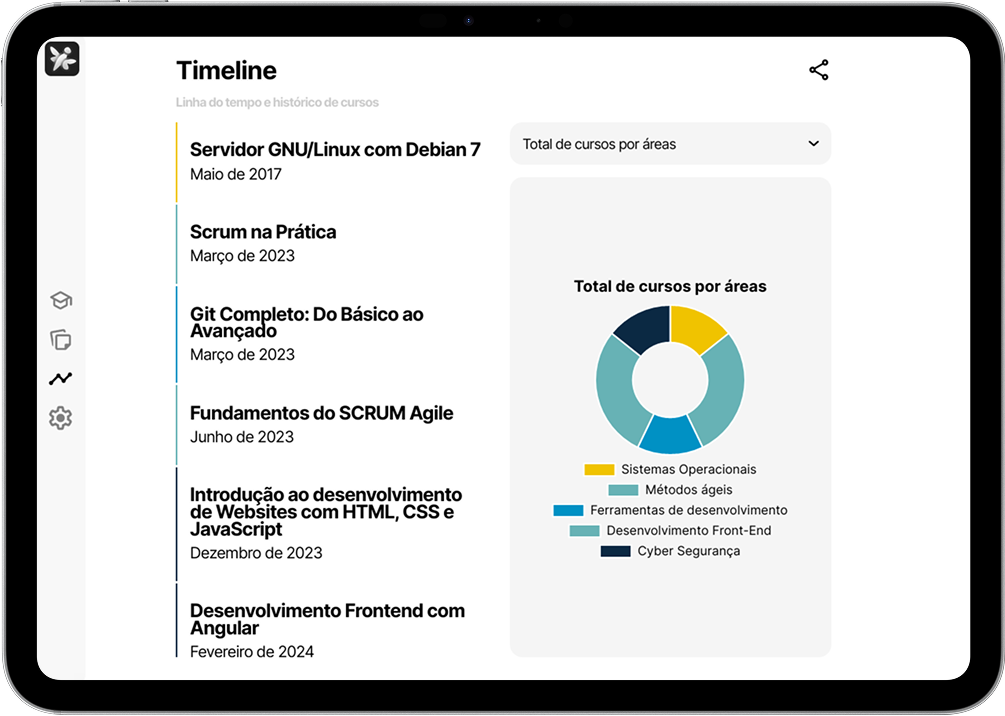 Timeline
Linha do tempo e histórico de cursos
Servidor GNU/Linux com Debian 7
Maio de 2017
Scrum na Prática
Março de 2023
Git Completo: Do Básico ao
Avançado
Março de 2023
Fundamentos do SCRUM Agile
Junho de 2023
Introdução ao desenvolvimento
de Websites com HTML, CSS e
JavaScript
Dezembro de 2023
Desenvolvimento Frontend com
Angular
Fevereiro de 2024
Total de cursos por áreas
Total de cursos por áreas
Sistemas Operacionais
Métodos ágeis
Ferramentas de desenvolvimento
Desenvolvimento Front-End
Cyber Segurança